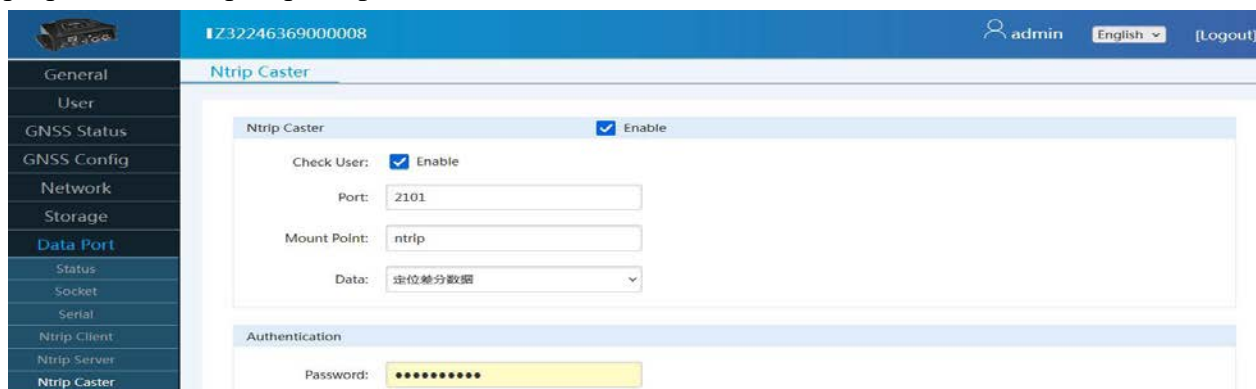 IZ32246369000008
admin
English
[Logout]
General
User
GNSS Status
GNSS Config
Network
Storage
Data Port
Status
Socket
Serial
Ntrip Client
Ntrip Server
Ntrip Caster
Ntrip Caster
Ntrip Caster
Enable
Check User:
Enable
Port:
2101
Mount Point:
ntrip
Data:
定位差分数据
Authentication
Password:
••••••••••